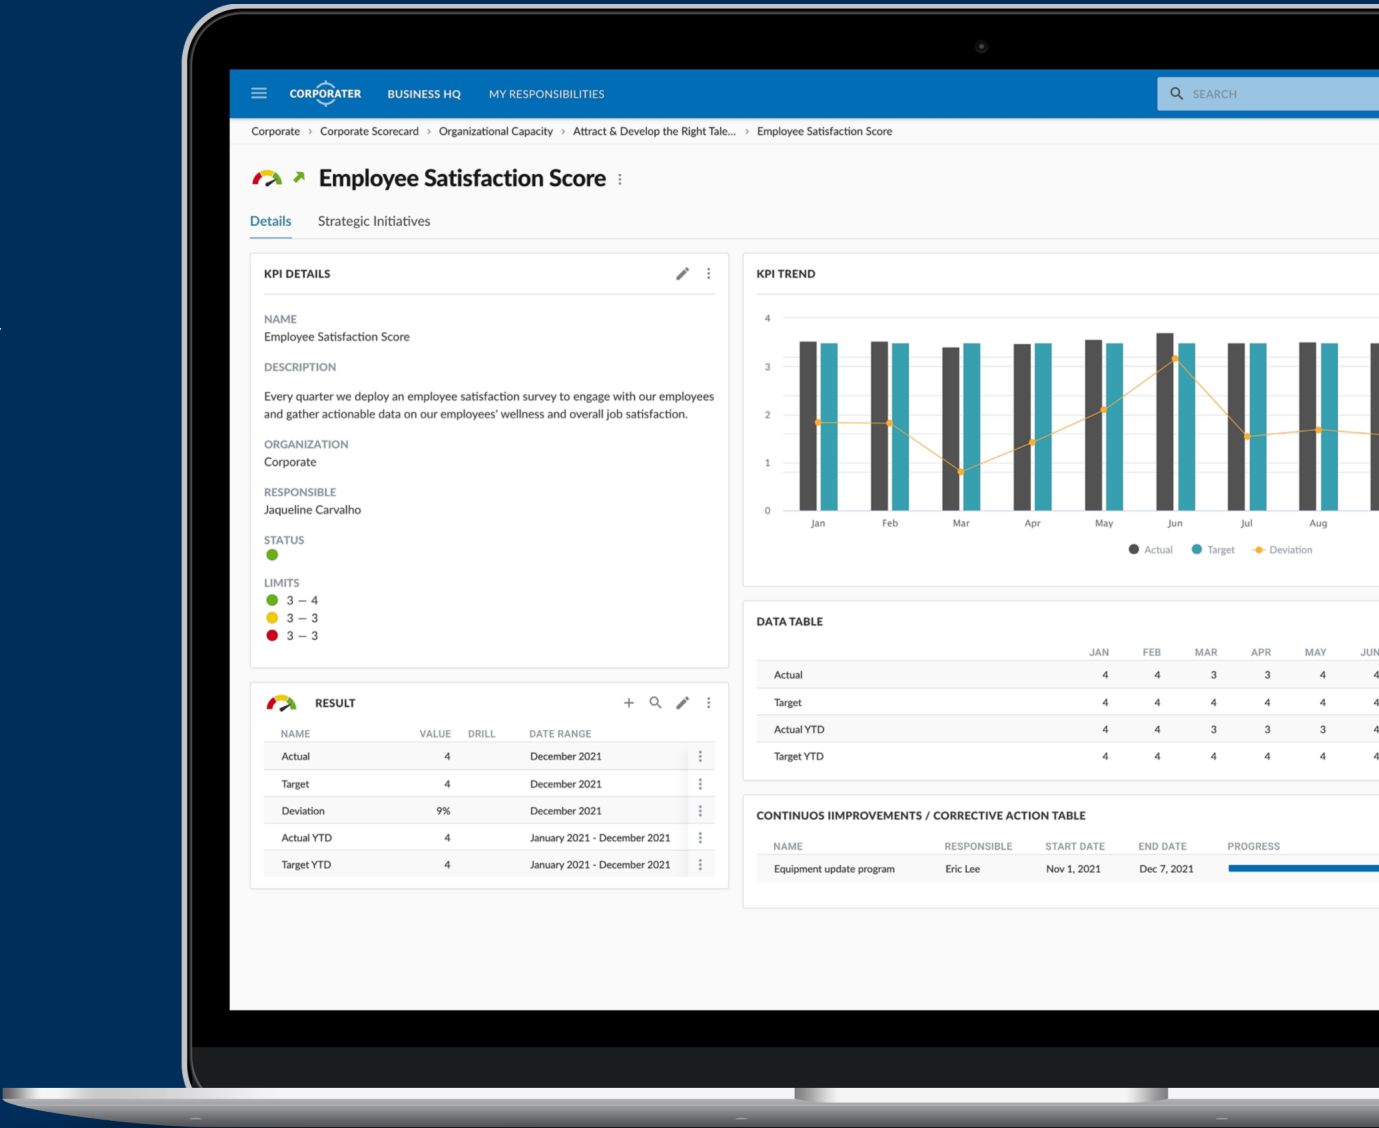 CORPORATER BUSINESS HQ MY RESPONSIBILITIES SEARCH
Corporate > Corporate Scorecard > Organizational Capacity > Attract & Develop the Right Tale... > Employee Satisfaction Score
Employee Satisfaction Score
Details Strategic Initiatives
KPI DETAILS
NAME
Employee Satisfaction Score
DESCRIPTION
Every quarter we deploy an employee satisfaction survey to engage with our employees
and gather actionable data on our employees' wellness and overall job satisfaction.
ORGANIZATION
Corporate
RESPONSIBLE
Jaqueline Carvalho
STATUS
LIMITS
3 – 4
3 – 3
3 – 3
RESULT
NAME VALUE DRILL DATE RANGE
Actual 4 December 2021
Target 4 December 2021
Deviation 9% December 2021
Actual YTD 4 January 2021 - December 2021
Target YTD 4 January 2021 - December 2021
KPI TREND
4
3
2
1
0
Jan Feb Mar Apr May Jun Jul Aug
Actual Target Deviation
DATA TABLE
JAN FEB MAR APR MAY JUN
Actual 4 4 3 3 4 4
Target 4 4 4 4 4 4
Actual YTD 4 4 3 3 3 4
Target YTD 4 4 4 4 4 4
CONTINUOS IIMPROVEMENTS / CORRECTIVE ACTION TABLE
NAME RESPONSIBLE START DATE END DATE PROGRESS
Equipment update program Eric Lee Nov 1, 2021 Dec 7, 2021